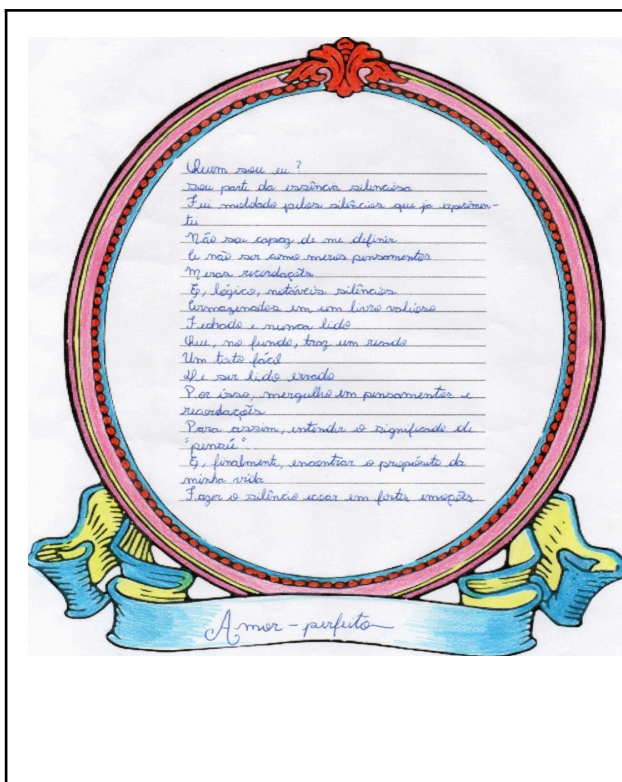 Quem sou eu?
sou parte da essência silenciosa
Fui moldado pelos silêncios que já experimen-
tei
Não sou capaz de me definir
A não ser como meros pensamentos
Meras recordações
E, lógico, notáveis silêncios
Armazenados em um livro valioso
Fechado e nunca lido
Que, no fundo, traz um recado
Um texto fácil
De ser lido errado
Por isso, mergulho em pensamentos e
recordações
Para assim, entender o significado de
"pensú".
E, finalmente, encontrar o propósito da
minha vida
Fazer o silêncio ecoar em fortes emoções
Amor-perfeito